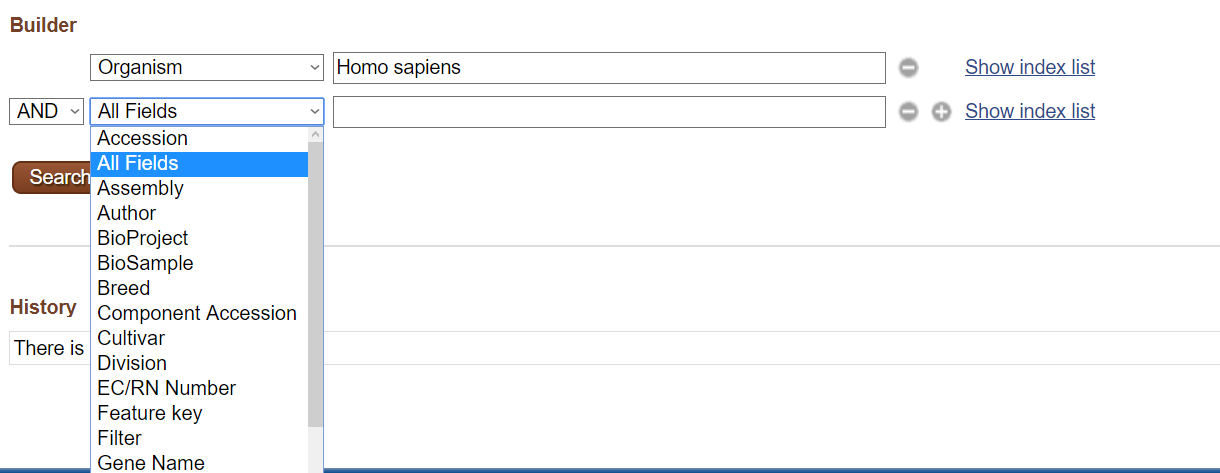 Builder
Organism Homo sapiens Show index list
AND All Fields Show index list
Accession
All Fields
Assembly
Author
BioProject
BioSample
Breed
Component Accession
Cultivar
Division
EC/RN Number
Feature key
Filter
Gene Name
Search
History
There is